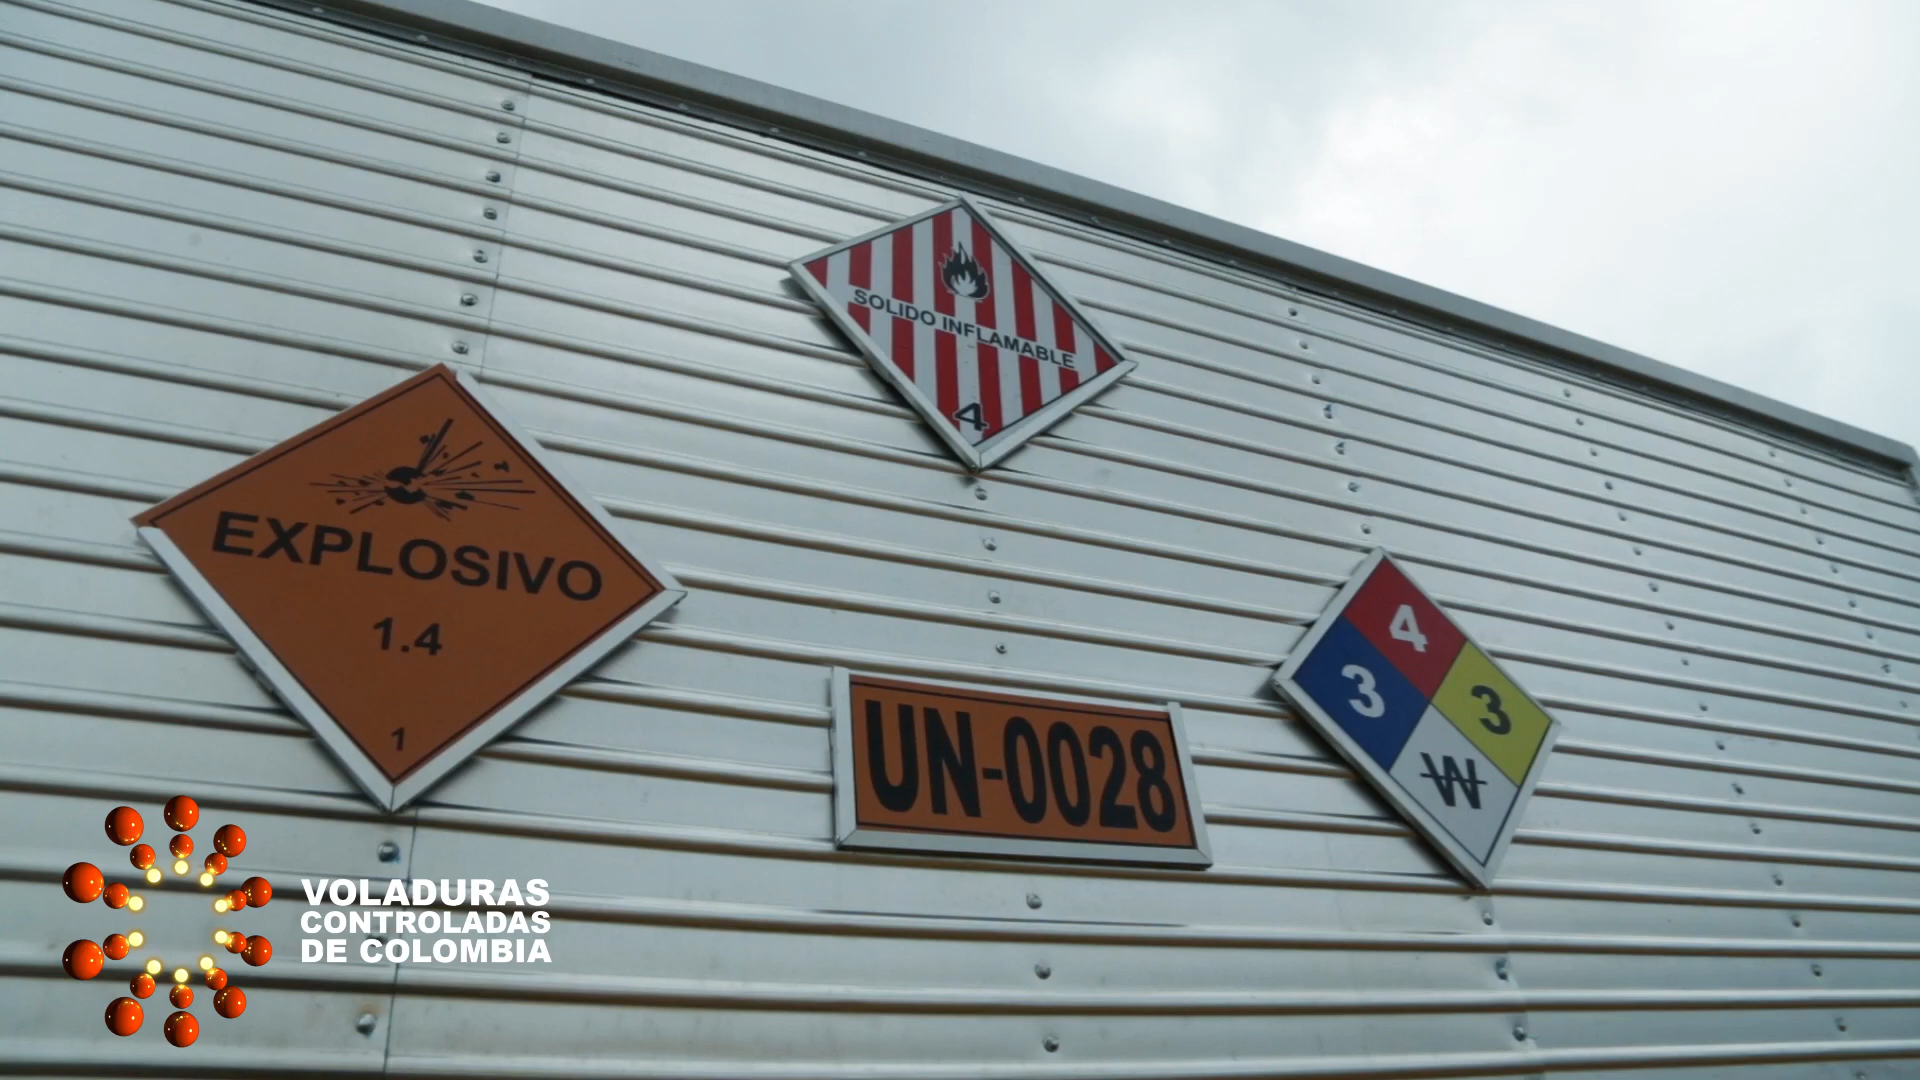 SOLIDO INFLAMABLE
4
EXPLOSIVO
1.4
1
UN-0028
4
3
3
W
VOLADURAS
CONTROLADAS
DE COLOMBIA